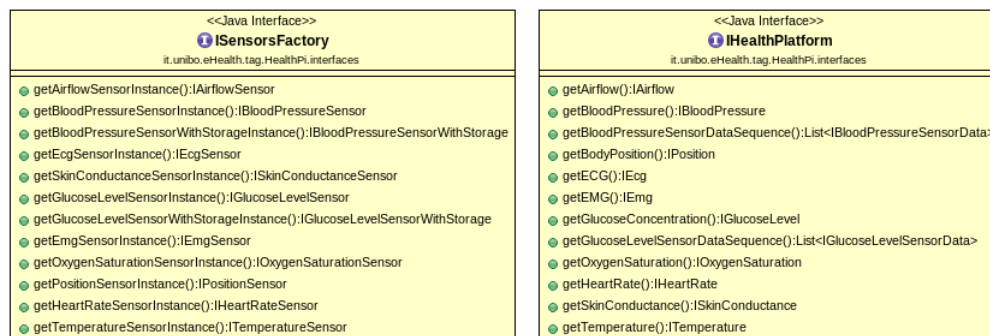 <<Java Interface>>
ISensorsFactory
it.unibo.eHealth.tag.HealthPi.interfaces
getAirflowSensorInstance():IAirflowSensor
getBloodPressureSensorInstance():IBloodPressureSensor
getBloodPressureSensorWithStorageInstance():IBloodPressureSensorWithStorage
getEcgSensorInstance():IEcgSensor
getSkinConductanceSensorInstance():ISkinConductanceSensor
getGlucoseLevelSensorInstance():IGlucoseLevelSensor
getGlucoseLevelSensorWithStorageInstance():IGlucoseLevelSensorWithStorage
getEmgSensorInstance():IEmgSensor
getOxygenSaturationSensorInstance():IOxygenSaturationSensor
getPositionSensorInstance():IPositionSensor
getHeartRateSensorInstance():IHeartRateSensor
getTemperatureSensorInstance():ITemperatureSensor
<<Java Interface>>
IHealthPlatform
it.unibo.eHealth.tag.HealthPi.interfaces
getAirflow():IAirflow
getBloodPressure():IBloodPressure
getBloodPressureSensorDataSequence():List<IBloodPressureSensorData>
getBodyPosition():IPosition
getECG():IEcg
getEMG():IEmg
getGlucoseConcentration():IGlucoseLevel
getGlucoseLevelSensorDataSequence():List<IGlucoseLevelSensorData>
getOxygenSaturation():IOxygenSaturation
getHeartRate():IHeartRate
getSkinConductance():ISkinConductance
getTemperature():ITemperature